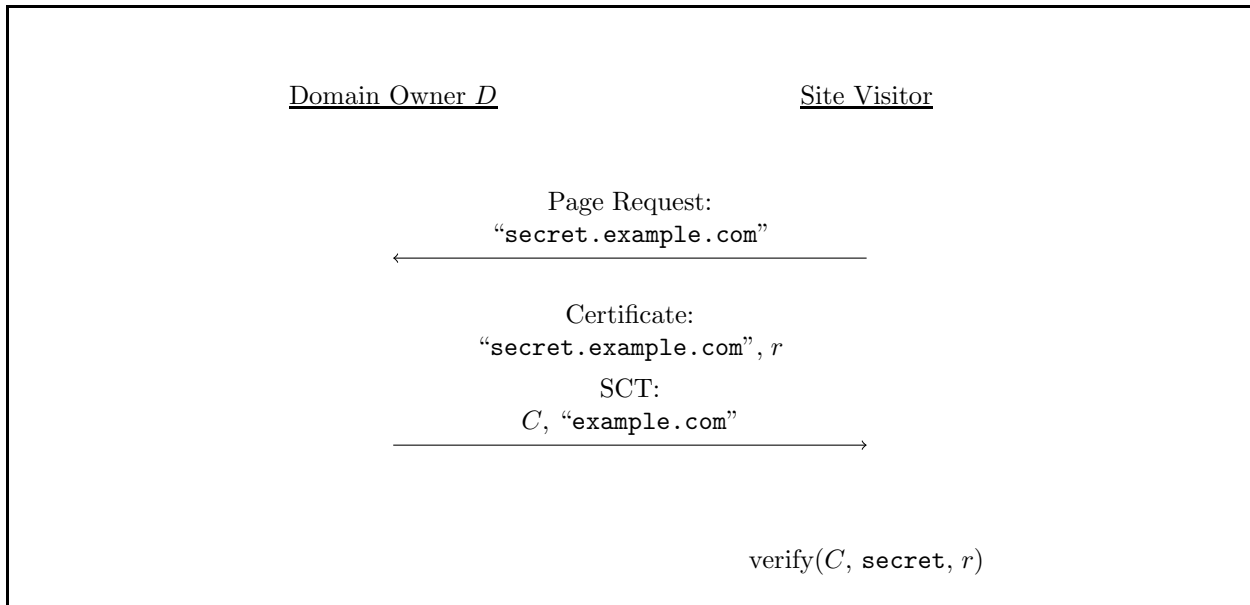 Domain Owner D
Site Visitor
Page Request:
“secret.example.com”
Certificate:
“secret.example.com”, r
SCT:
C, “example.com”
verify(C, secret, r)